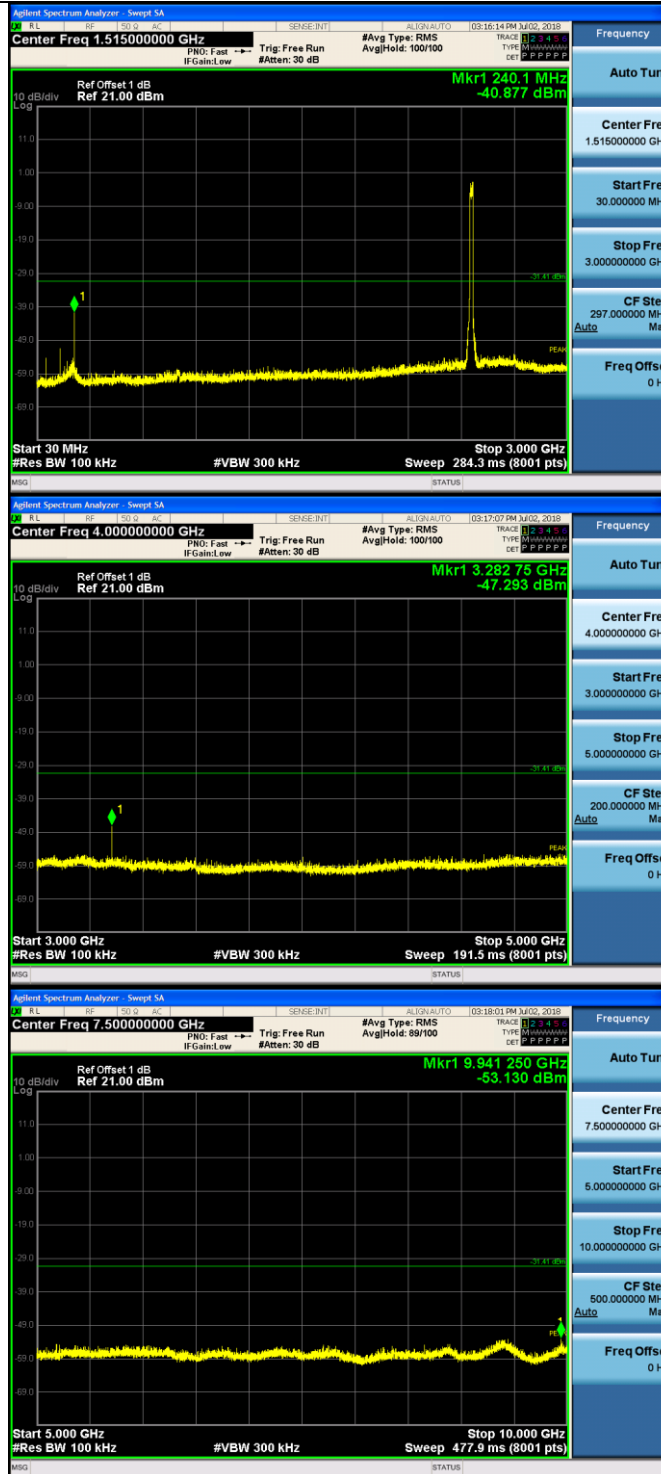 Agilent Spectrum Analyzer - Swept SA
RL RF 50 Ω AC SENSE:INT ALIGN AUTO 03:16:14 PM Jul 02, 2018
Center Freq 1.515000000 GHz
PNO: Fast
IFGain:Low
Trig: Free Run
#Atten: 30 dB
#Avg Type: RMS
Avg|Hold: 100/100
TRACE 1 2 3 4 5 6
TYPE M
DET P P P P P P
Ref Offset 1 dB
10 dB/div Ref 21.00 dBm
Log
Mkr1 240.1 MHz
-40.877 dBm
11.0
1.00
-9.00
-19.0
-29.0
-31.41 dBm
-39.0
1
-49.0
PEAK
-59.0
-69.0
Start 30 MHz Stop 3.000 GHz
#Res BW 100 kHz #VBW 300 kHz Sweep 284.3 ms (8001 pts)
MSG STATUS
Frequency
Auto Tun
Center Fre
1.515000000 GH
Start Fre
30.000000 MH
Stop Fre
3.000000000 GH
CF Ste
297.000000 MH
Auto Ma
Freq Offse
0 H
Agilent Spectrum Analyzer - Swept SA
RL RF 50 Ω AC SENSE:INT ALIGN AUTO 03:17:07 PM Jul 02, 2018
Center Freq 4.000000000 GHz
PNO: Fast
IFGain:Low
Trig: Free Run
#Atten: 30 dB
#Avg Type: RMS
Avg|Hold: 100/100
TRACE 1 2 3 4 5 6
TYPE M
DET P P P P P P
Ref Offset 1 dB
10 dB/div Ref 21.00 dBm
Log
Mkr1 3.282 75 GHz
-47.293 dBm
11.0
1.00
-9.00
-19.0
-29.0
-31.41 dBm
-39.0
1
-49.0
PEAK
-59.0
-69.0
Start 3.000 GHz Stop 5.000 GHz
#Res BW 100 kHz #VBW 300 kHz Sweep 191.5 ms (8001 pts)
MSG STATUS
Frequency
Auto Tun
Center Fre
4.000000000 GH
Start Fre
3.000000000 GH
Stop Fre
5.000000000 GH
CF Ste
200.000000 MH
Auto Ma
Freq Offse
0 H
Agilent Spectrum Analyzer - Swept SA
RL RF 50 Ω AC SENSE:INT ALIGN AUTO 03:18:01 PM Jul 02, 2018
Center Freq 7.500000000 GHz
PNO: Fast
IFGain:Low
Trig: Free Run
#Atten: 30 dB
#Avg Type: RMS
Avg|Hold: 89/100
TRACE 1 2 3 4 5 6
TYPE M
DET P P P P P P
Ref Offset 1 dB
10 dB/div Ref 21.00 dBm
Log
Mkr1 9.941 250 GHz
-53.130 dBm
11.0
1.00
-9.00
-19.0
-29.0
-31.41 dBm
-39.0
-49.0
1
-59.0
-69.0
Start 5.000 GHz Stop 10.000 GHz
#Res BW 100 kHz #VBW 300 kHz Sweep 477.9 ms (8001 pts)
MSG STATUS
Frequency
Auto Tun
Center Fre
7.500000000 GH
Start Fre
5.000000000 GH
Stop Fre
10.000000000 GH
CF Ste
500.000000 MH
Auto Ma
Freq Offse
0 H